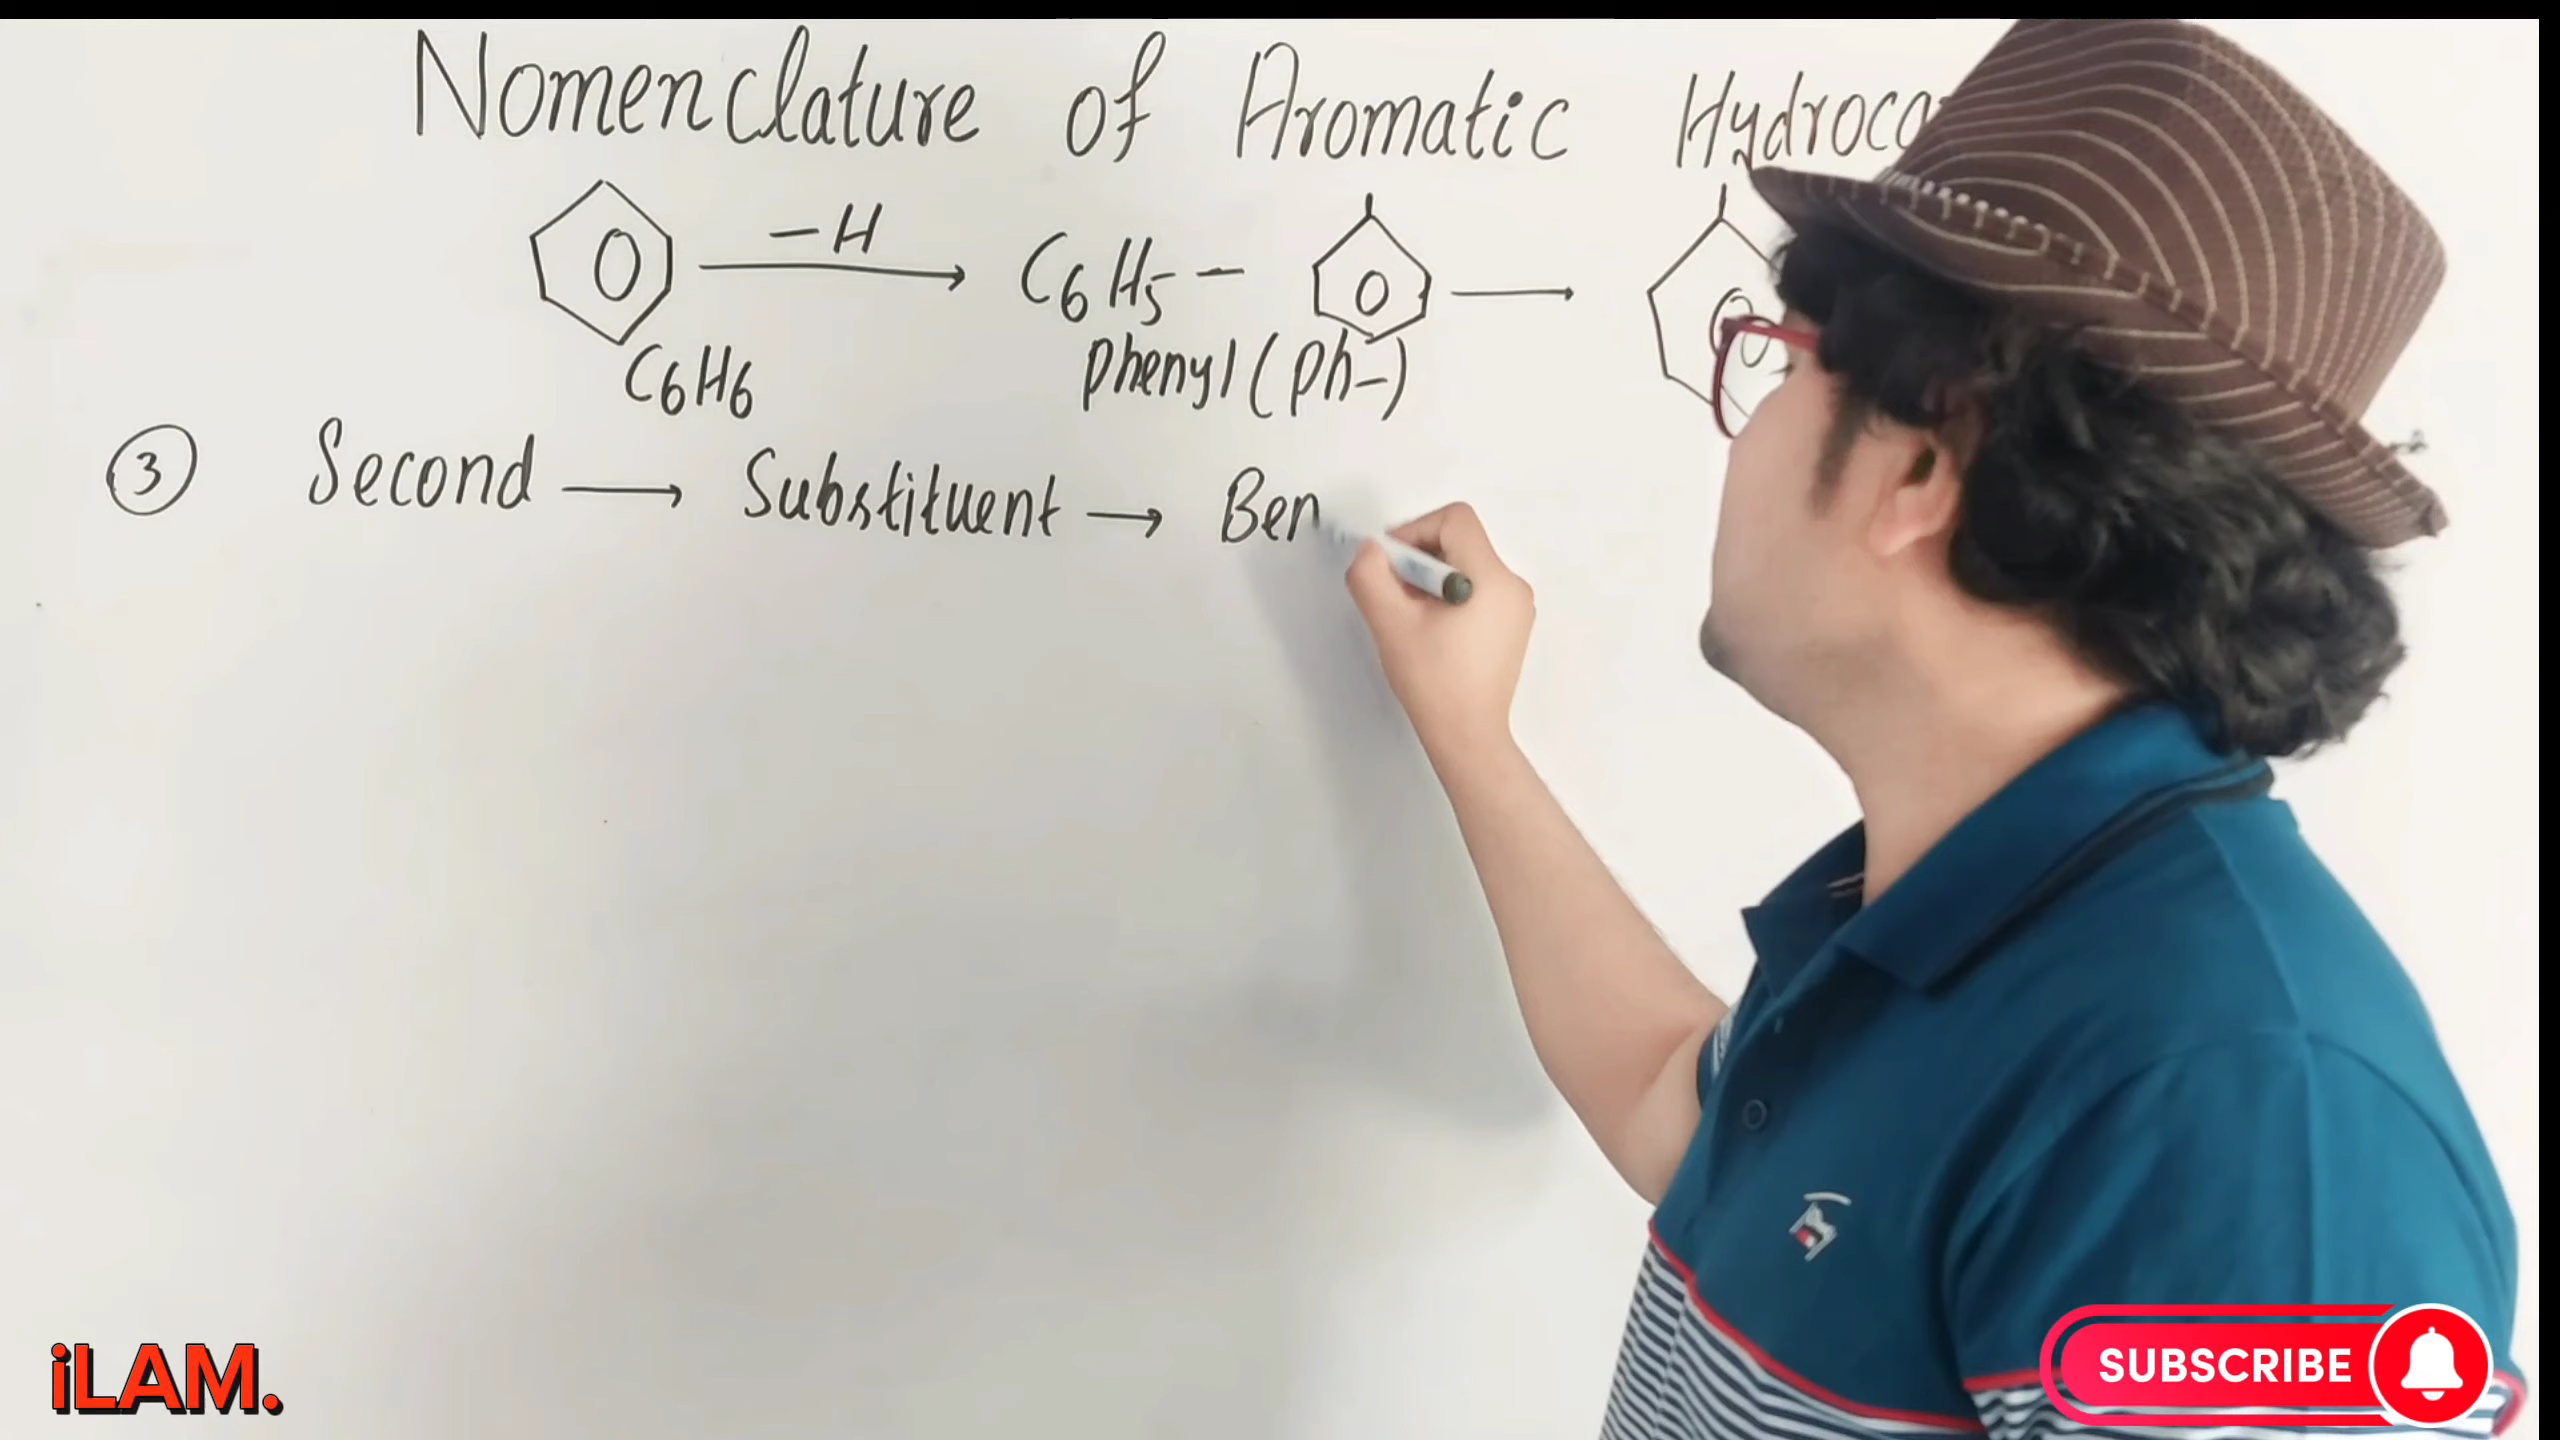 Nomenclature of Aromatic Hydroca
-H
C6H5-
C6H6
Phenyl (Ph-)
3 Second → Substituent → Ben
iLAM.
SUBSCRIBE